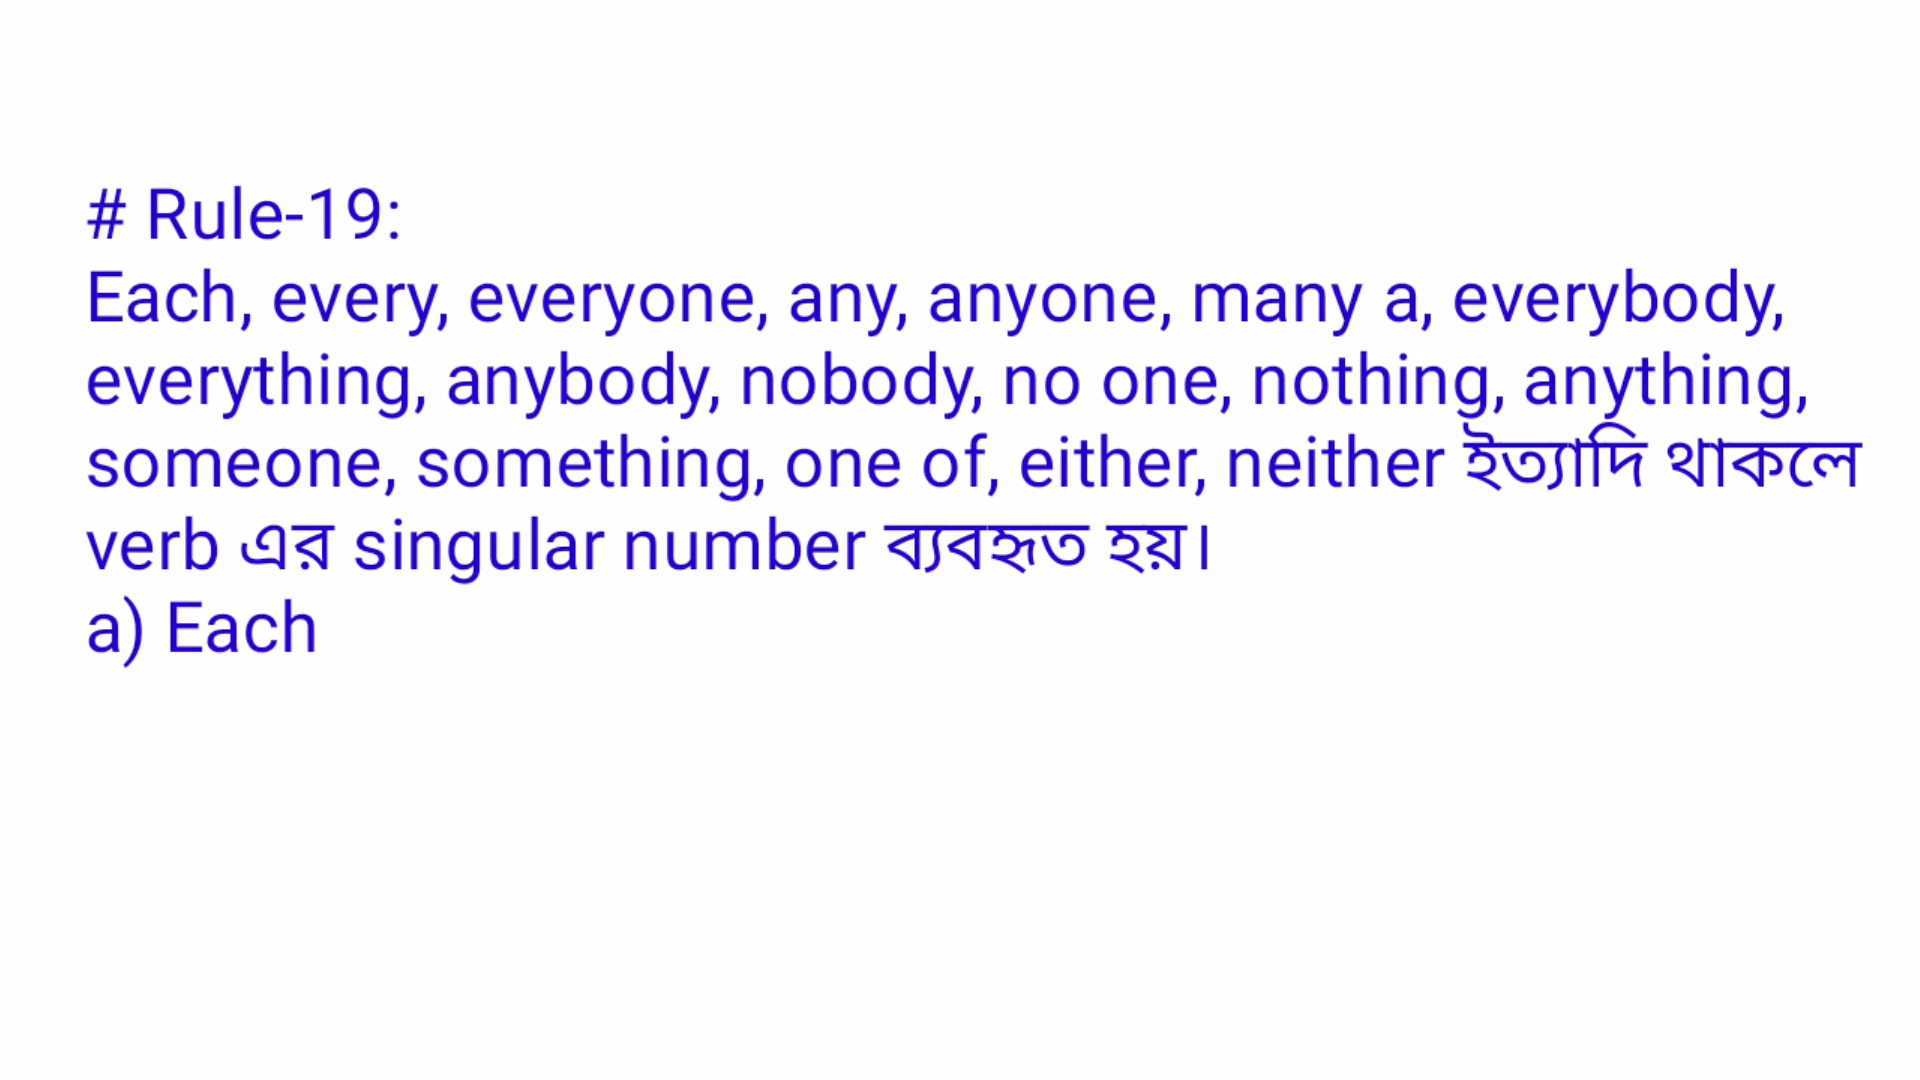 # Rule-19:
Each, every, everyone, any, anyone, many a, everybody,
everything, anybody, nobody, no one, nothing, anything,
someone, something, one of, either, neither ইত্যাদি থাকলে
verb এর singular number ব্যবহৃত হয়।
a) Each